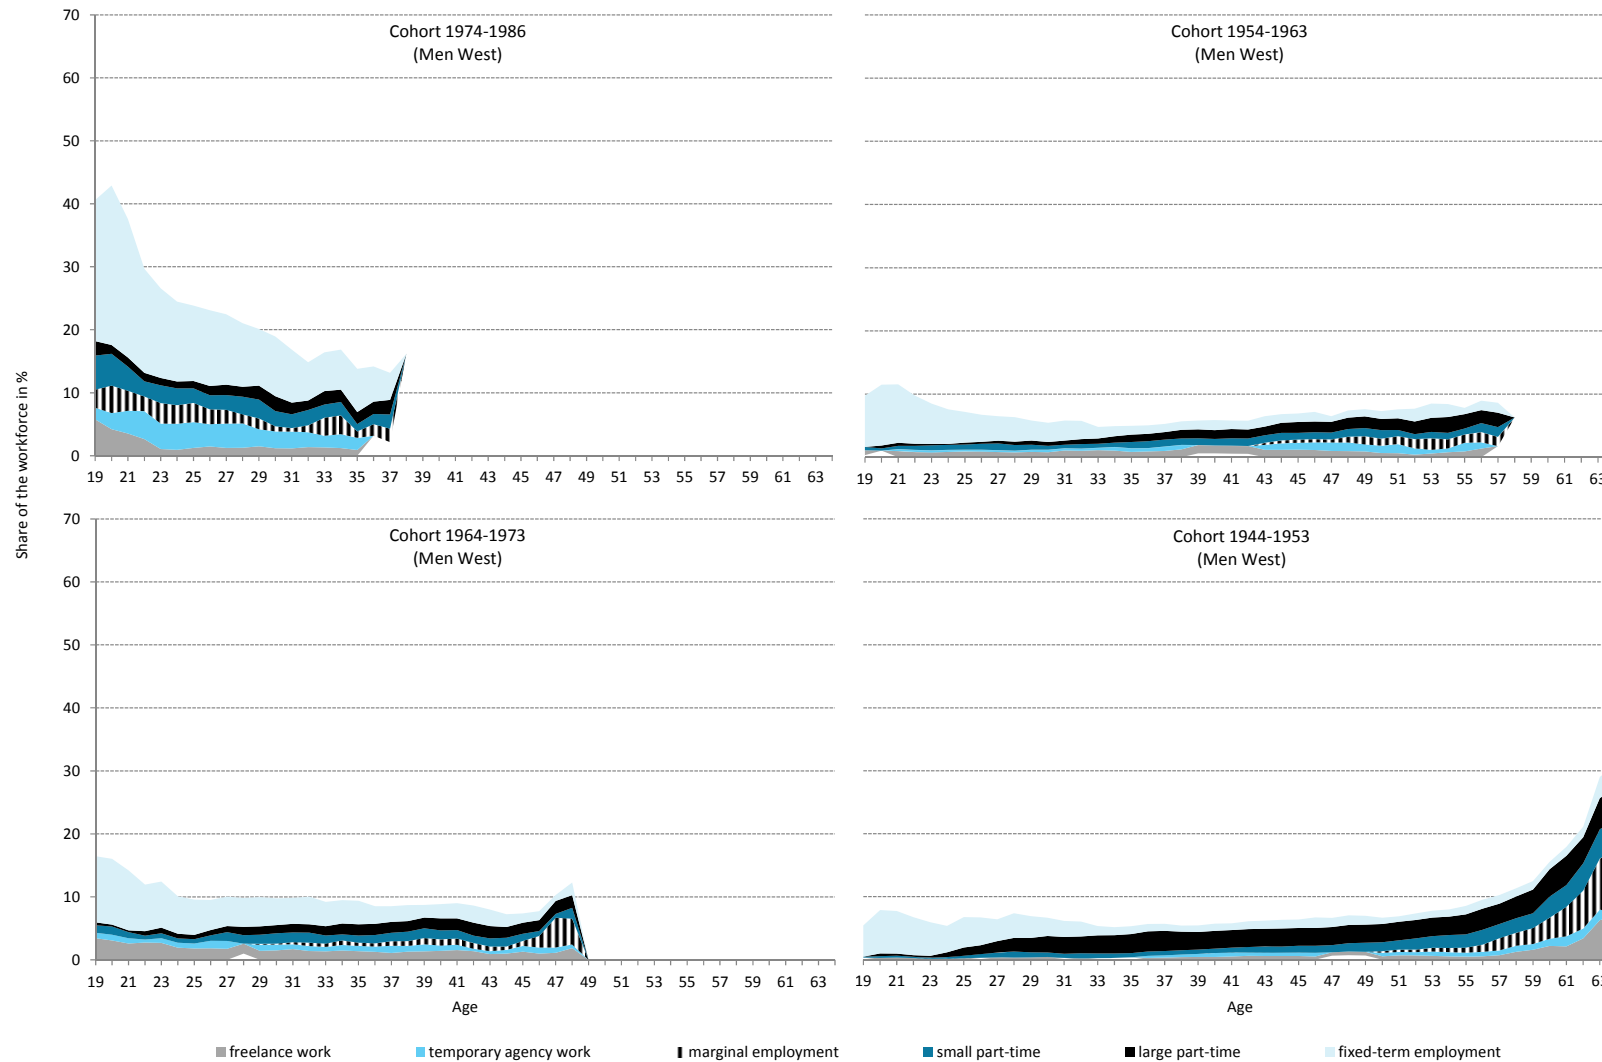 Share of the workforce in %
Cohort 1974-1986
(Men West)
70
60
50
40
30
20
10
0
19 21 23 25 27 29 31 33 35 37 39 41 43 45 47 49 51 53 55 57 59 61 63
Cohort 1954-1963
(Men West)
19 21 23 25 27 29 31 33 35 37 39 41 43 45 47 49 51 53 55 57 59 61 63
Cohort 1964-1973
(Men West)
70
60
50
40
30
20
10
0
19 21 23 25 27 29 31 33 35 37 39 41 43 45 47 49 51 53 55 57 59 61 63
Age
Cohort 1944-1953
(Men West)
19 21 23 25 27 29 31 33 35 37 39 41 43 45 47 49 51 53 55 57 59 61 63
Age
freelance work temporary agency work marginal employment small part-time large part-time fixed-term employment